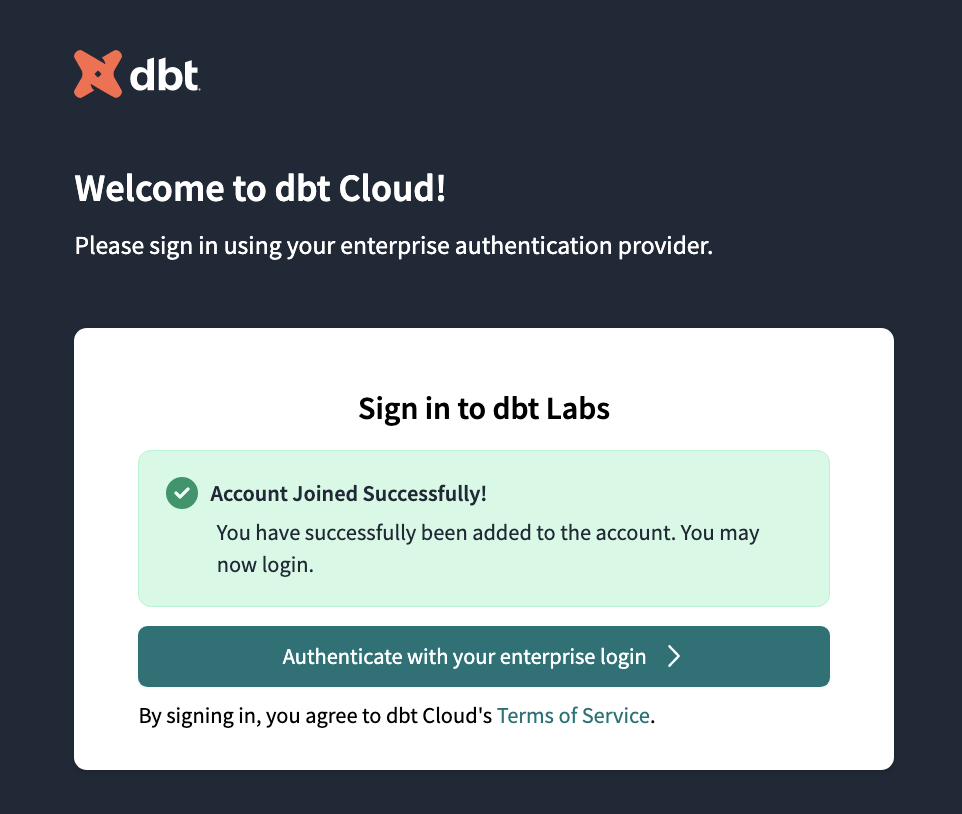 dbt
Welcome to dbt Cloud!
Please sign in using your enterprise authentication provider.
Sign in to dbt Labs
Account Joined Successfully!
You have successfully been added to the account. You may
now login.
Authenticate with your enterprise login
By signing in, you agree to dbt Cloud's Terms of Service.